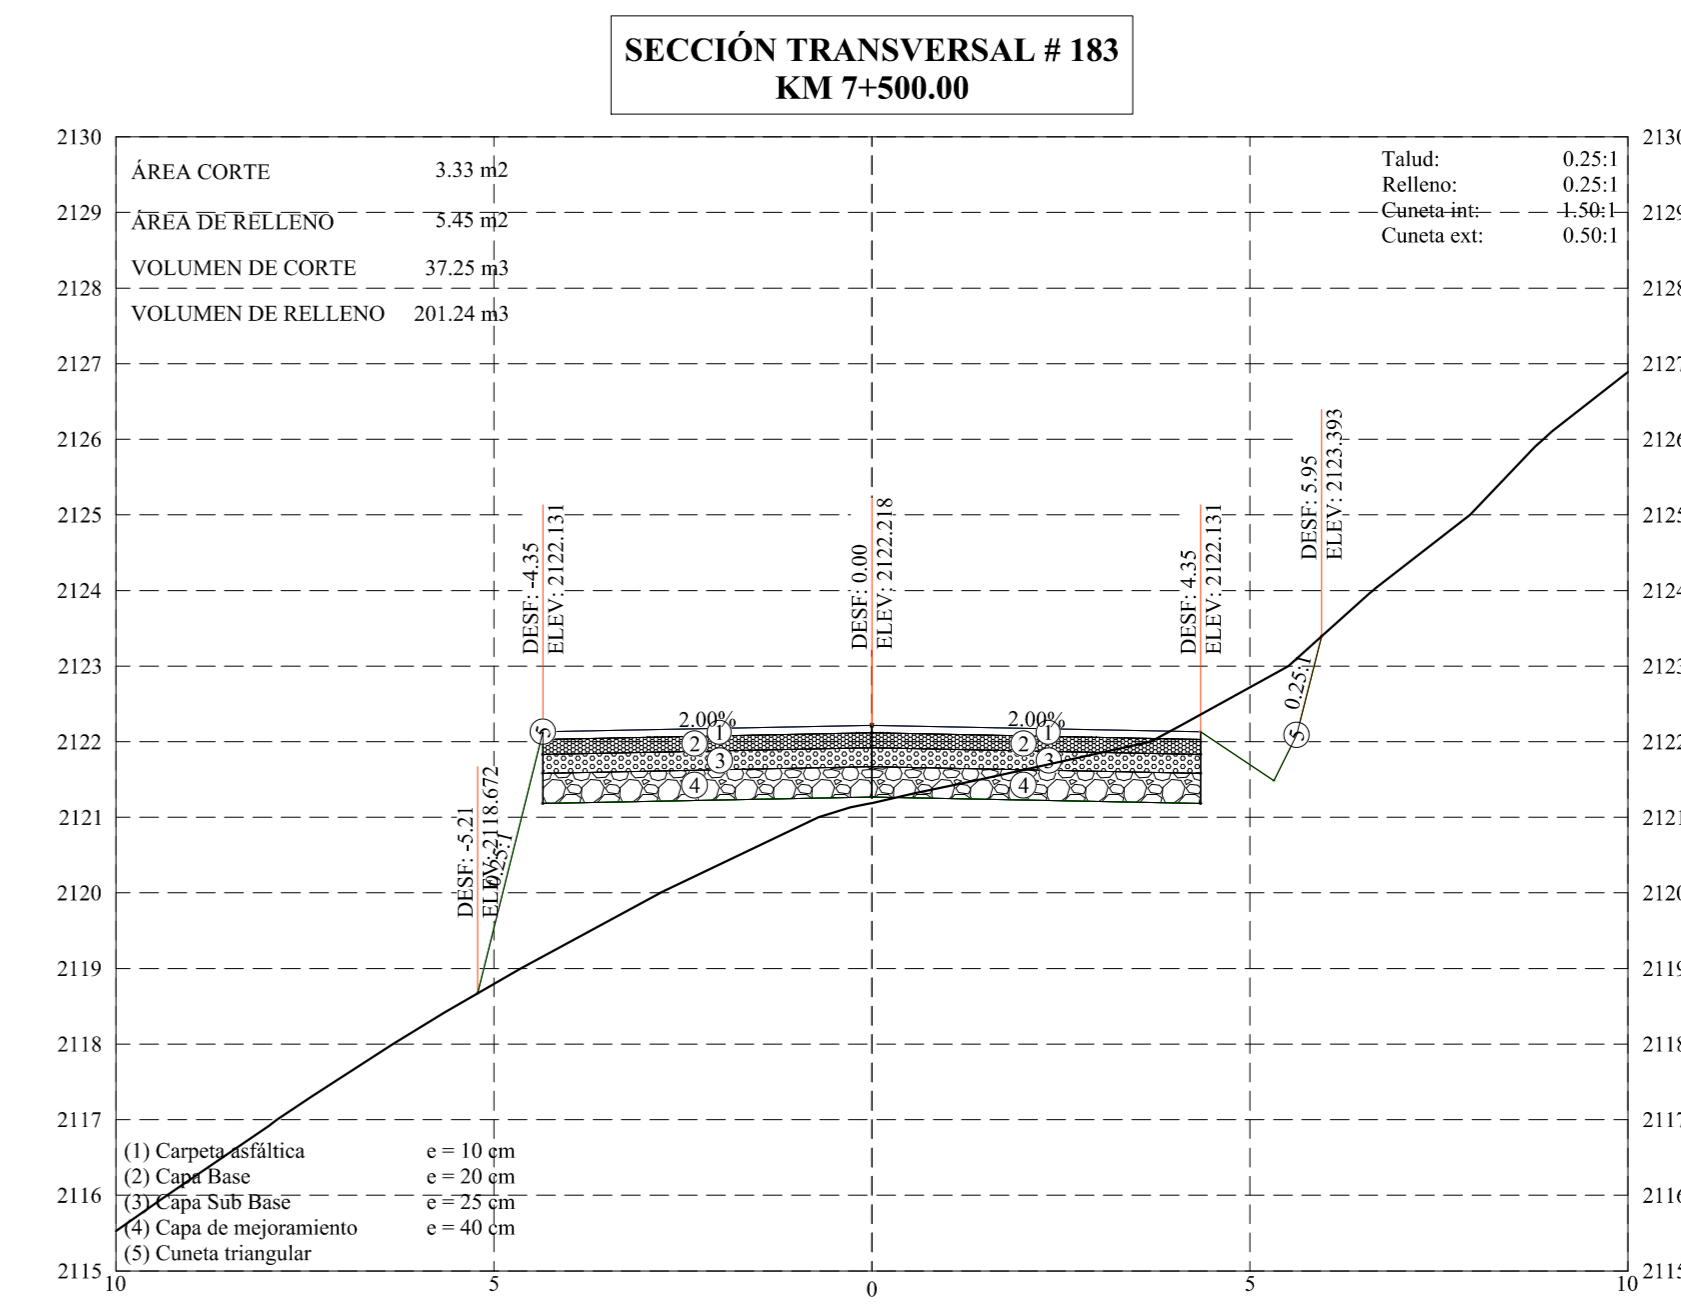 SECCIÓN TRANSVERSAL # 183
KM 7+500.00
2130 2130
ÁREA CORTE 3.33 m2
Talud: 0.25:1
Relleno: 0.25:1
2129 2129
ÁREA DE RELLENO 5.45 m2
Cuneta int: 1.50:1
Cuneta ext: 0.50:1
VOLUMEN DE CORTE 37.25 m3
2128 2128
VOLUMEN DE RELLENO 201.24 m3
2127 2127
2126 2126
2125 2125
2124 2124
2123 2123
2122 2122
2121 2121
2120 2120
2119 2119
2118 2118
2117 2117
2116 2116
2115 2115
DESF: -5.21
ELEV: 2118.672
0.25:1
DESF: -4.35
ELEV: 2122.131
DESF: 0.00
ELEV: 2122.218
DESF: 4.35
ELEV: 2122.131
DESF: 5.95
ELEV: 2123.393
0.25:1
2.00% 2.00%
5 1 1 5
2 2
3 3
4 4
(1) Carpeta asfáltica e = 10 cm
(2) Capa Base e = 20 cm
(3) Capa Sub Base e = 25 cm
(4) Capa de mejoramiento e = 40 cm
(5) Cuneta triangular
10 5 0 5 10